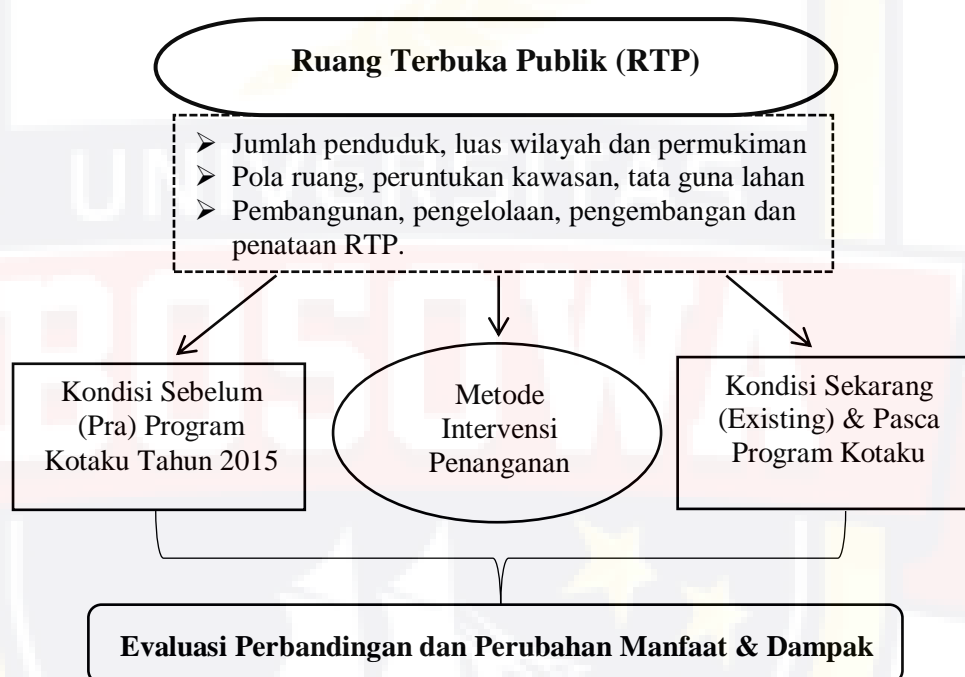 Ruang Terbuka Publik (RTP)
➢ Jumlah penduduk, luas wilayah dan permukiman
➢ Pola ruang, peruntukan kawasan, tata guna lahan
➢ Pembangunan, pengelolaan, pengembangan dan
penataan RTP.
Kondisi Sebelum
(Pra) Program
Kotaku Tahun 2015
Metode
Intervensi
Penanganan
Kondisi Sekarang
(Existing) & Pasca
Program Kotaku
Evaluasi Perbandingan dan Perubahan Manfaat & Dampak
UNIVERSITAS
BOSOWA